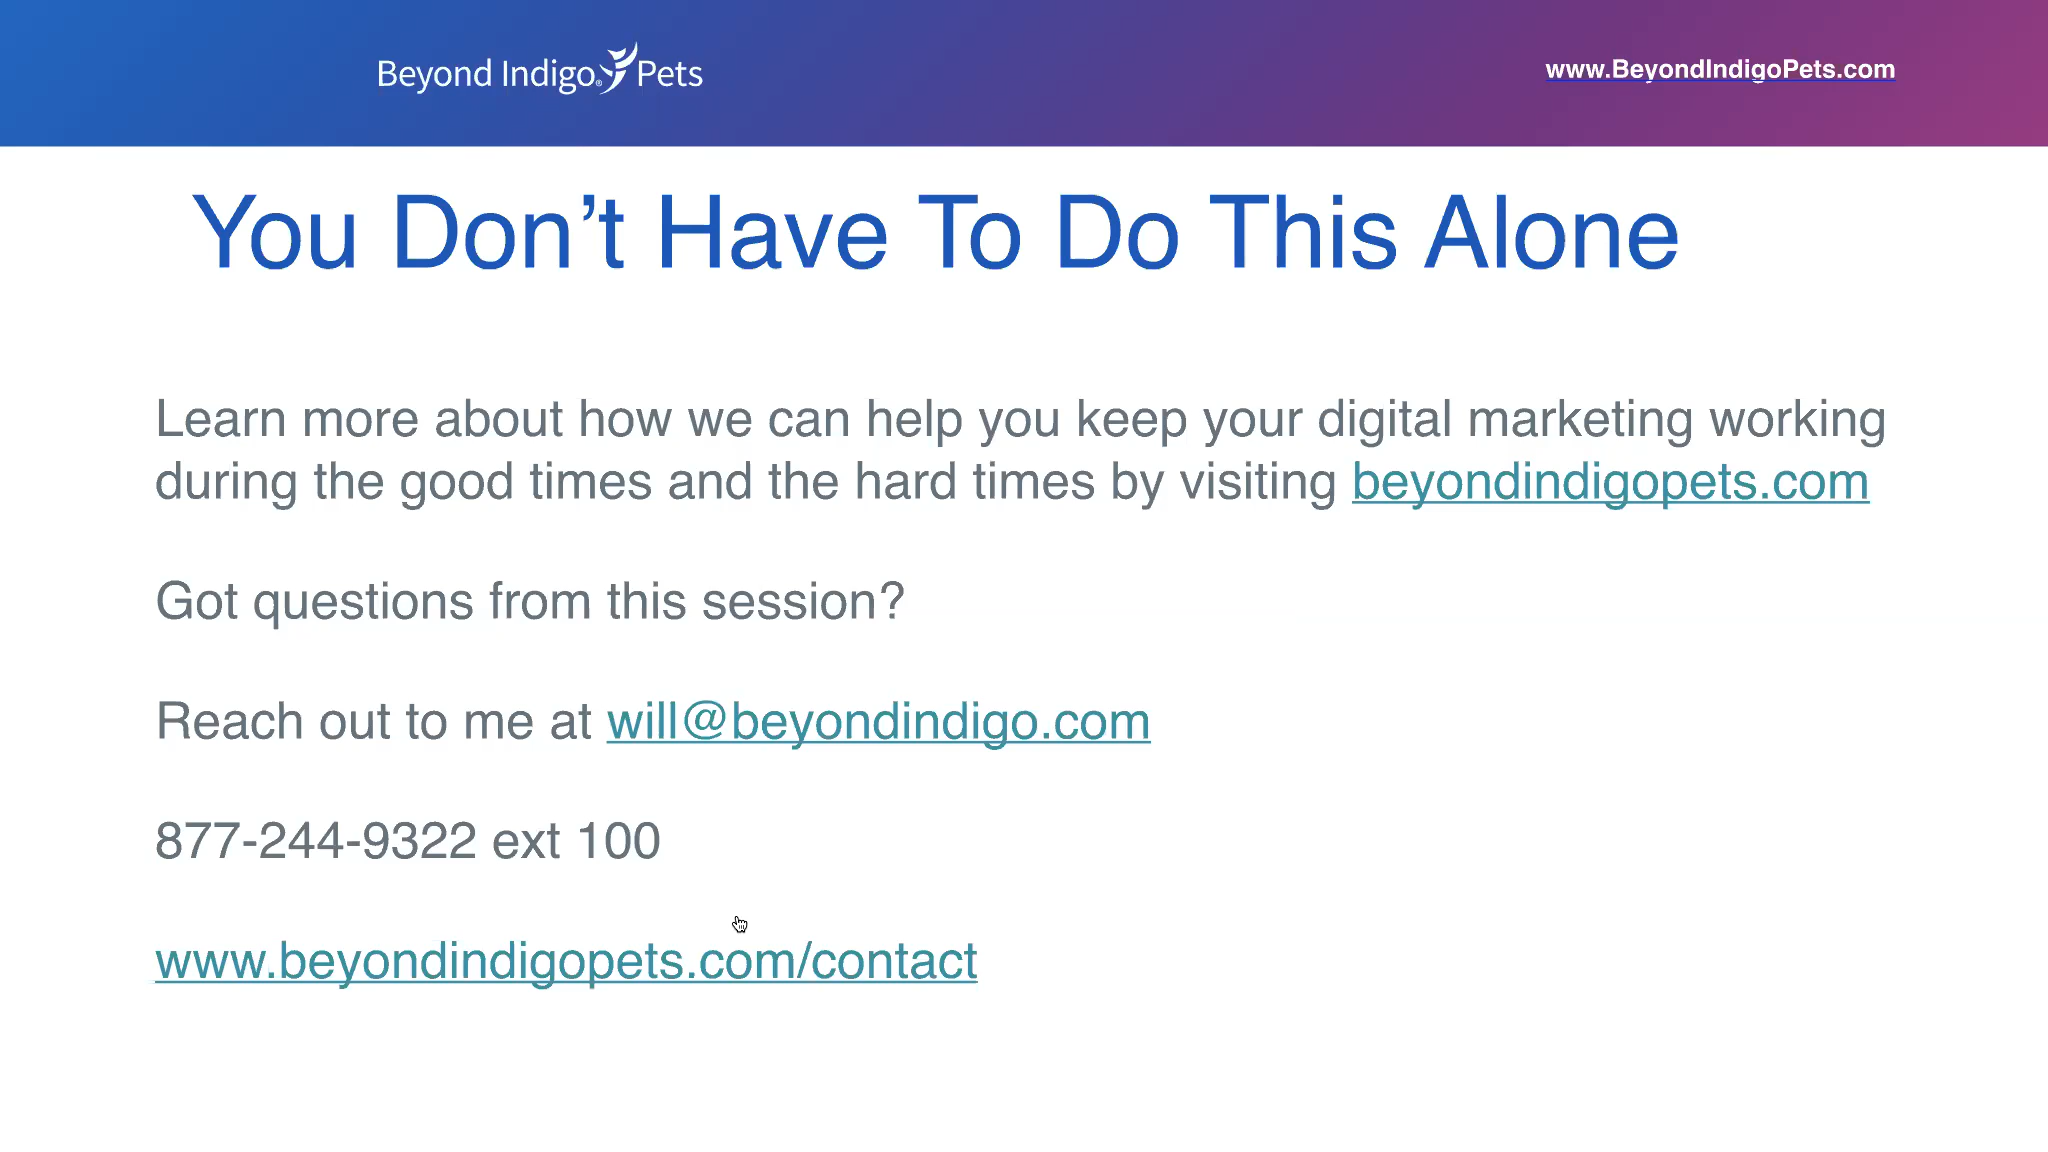 Beyond Indigo® Pets
www.BeyondIndigoPets.com
You Don’t Have To Do This Alone
Learn more about how we can help you keep your digital marketing working
during the good times and the hard times by visiting beyondindigopets.com
Got questions from this session?
Reach out to me at will@beyondindigo.com
877-244-9322 ext 100
www.beyondindigopets.com/contact